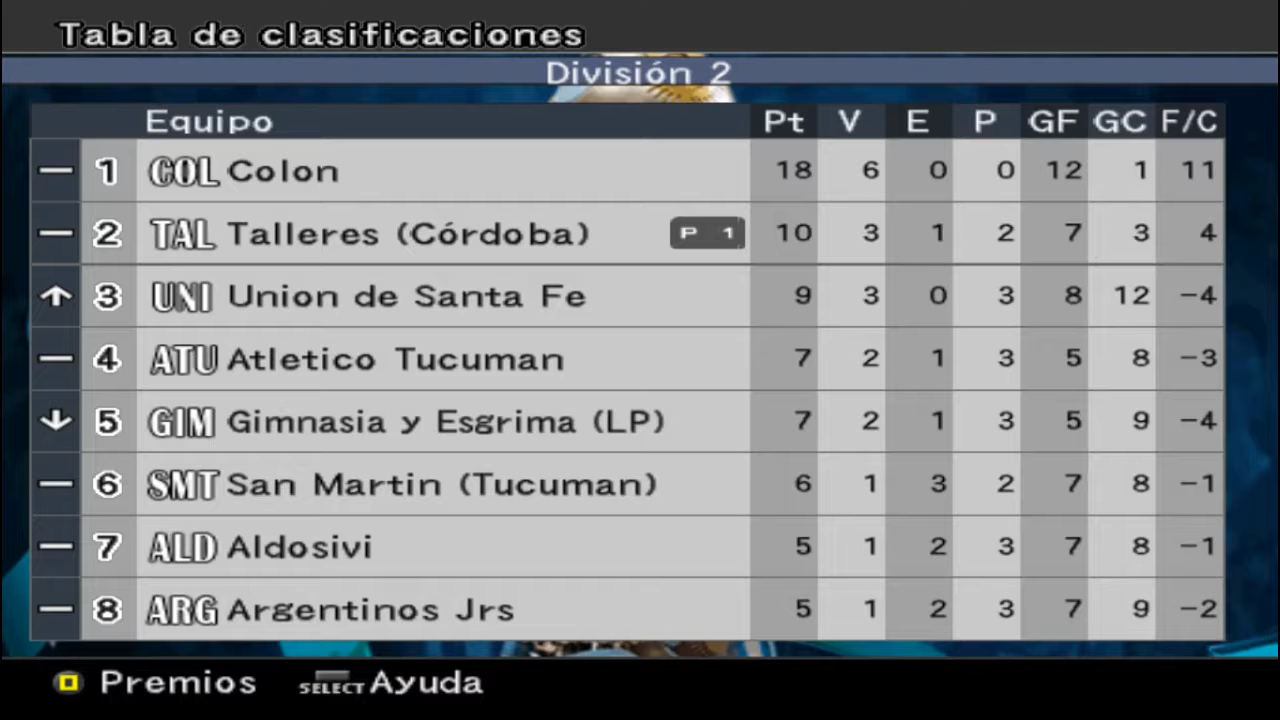 Tabla de clasificaciones
División 2
Equipo Pt V E P GF GC F/C
1 COL Colon 18 6 0 0 12 1 11
2 TAL Talleres (Córdoba) P 1 10 3 1 2 7 3 4
3 UNI Union de Santa Fe 9 3 0 3 8 12 -4
4 ATU Atletico Tucuman 7 2 1 3 5 8 -3
5 GIM Gimnasia y Esgrima (LP) 7 2 1 3 5 9 -4
6 SMT San Martin (Tucuman) 6 1 3 2 7 8 -1
7 ALD Aldosivi 5 1 2 3 7 8 -1
8 ARG Argentinos Jrs 5 1 2 3 7 9 -2
Premios SELECT Ayuda